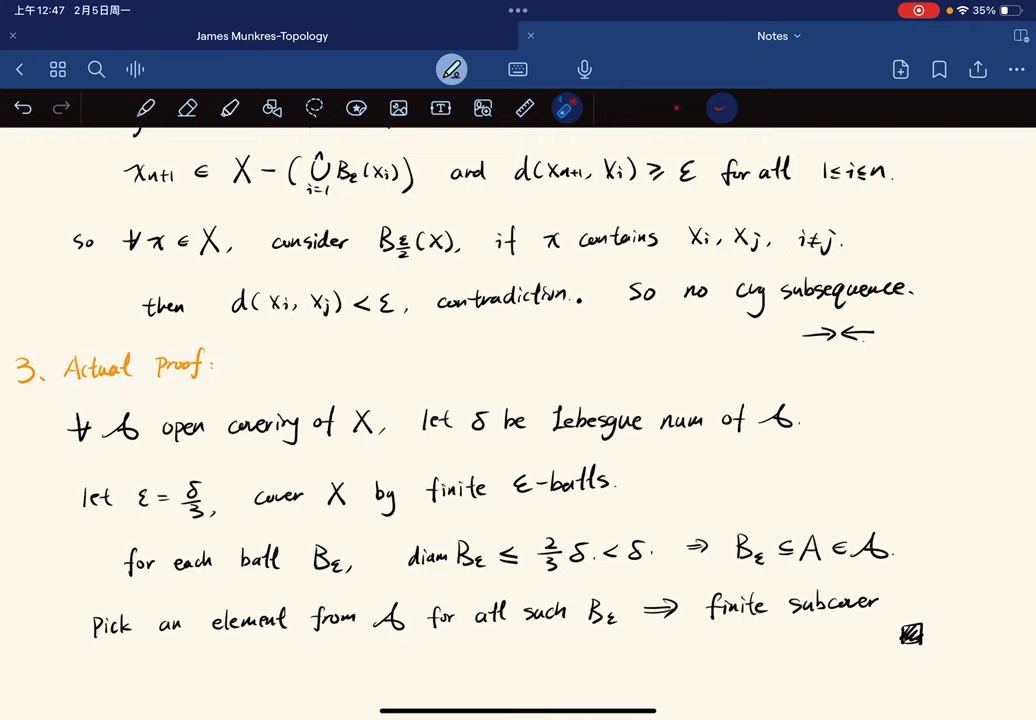 上午12:47 2月5日周一
35%
James Munkres-Topology
Notes
x_{n+1} ∈ X − (⋃_{i=1}^{n} B_ε(x_i)) and d(x_{n+1}, x_i) ≥ ε for all 1≤i≤n.
so ∀x ∈ X, consider B_{ε/2}(x), if x contains x_i, x_j, i≠j.
then d(x_i, x_j) < ε, contradiction. So no cvg subsequence.
→←
3. Actual Proof:
∀ 𝒜 open covering of X, let δ be Lebesgue num of 𝒜.
let ε = δ/3, cover X by finite ε-balls.
for each ball B_ε, diam B_ε ≤ 2/3 δ < δ. ⇒ B_ε ⊆ A ∈ 𝒜.
Pick an element from 𝒜 for all such B_ε ⟹ finite subcover